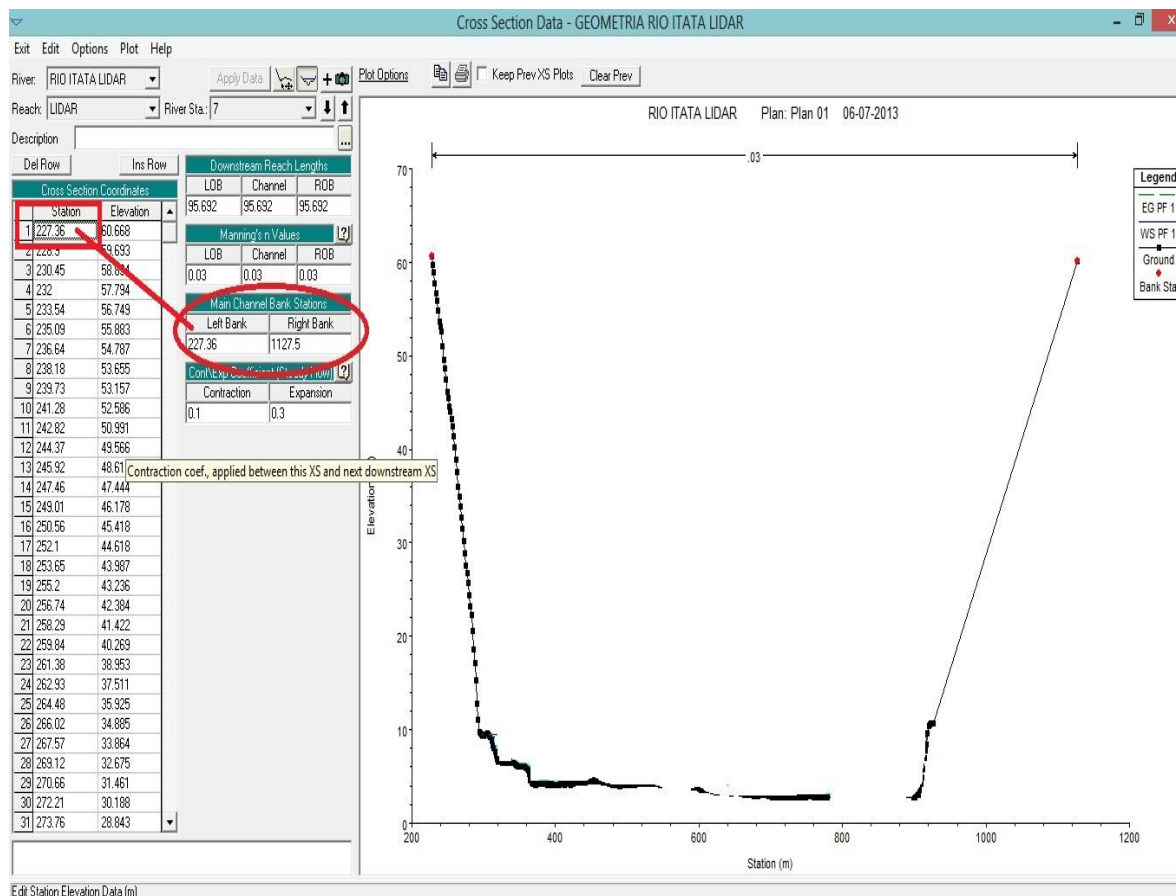 Cross Section Data - GEOMETRIA RIO ITATA LIDAR
Exit Edit Options Plot Help
River: RIO ITATA LIDAR Apply Data Plot Options Keep Prev XS Plots Clear Prev
Reach: LIDAR River Sta.: 7
Description ...
Del Row Ins Row
Cross Section Coordinates
Station Elevation
1 227.36 60.668
2 228.9 59.693
3 230.45
4 232 57.794
5 233.54 56.749
6 235.09 55.883
7 236.64 54.787
8 238.18 53.655
9 239.73 53.157
10 241.28 52.586
11 242.82 50.991
12 244.37 49.566
13 245.92 48.61
14 247.46 47.444
15 249.01 46.178
16 250.56 45.418
17 252.1 44.618
18 253.65 43.987
19 255.2 43.236
20 256.74 42.384
21 258.29 41.422
22 259.84 40.269
23 261.38 38.953
24 262.93 37.511
25 264.48 35.925
26 266.02 34.885
27 267.57 33.864
28 269.12 32.675
29 270.66 31.461
30 272.21 30.188
31 273.76 28.843
Downstream Reach Lengths
LOB Channel ROB
95.692 95.692 95.692
Manning's n Values ?
LOB Channel ROB
0.03 0.03 0.03
Main Channel Bank Stations
Left Bank Right Bank
227.36 1127.5
Cont\Exp Coefficient (Steady Flow) ?
Contraction Expansion
0.1 0.3
Contraction coef., applied between this XS and next downstream XS
RIO ITATA LIDAR Plan: Plan 01 06-07-2013
.03
70
60
50
40
30
20
10
0
Elevation
200 400 600 800 1000 1200
Station (m)
Legend
EG PF 1
WS PF 1
Ground
Bank Sta
Edit Station Elevation Data (m)